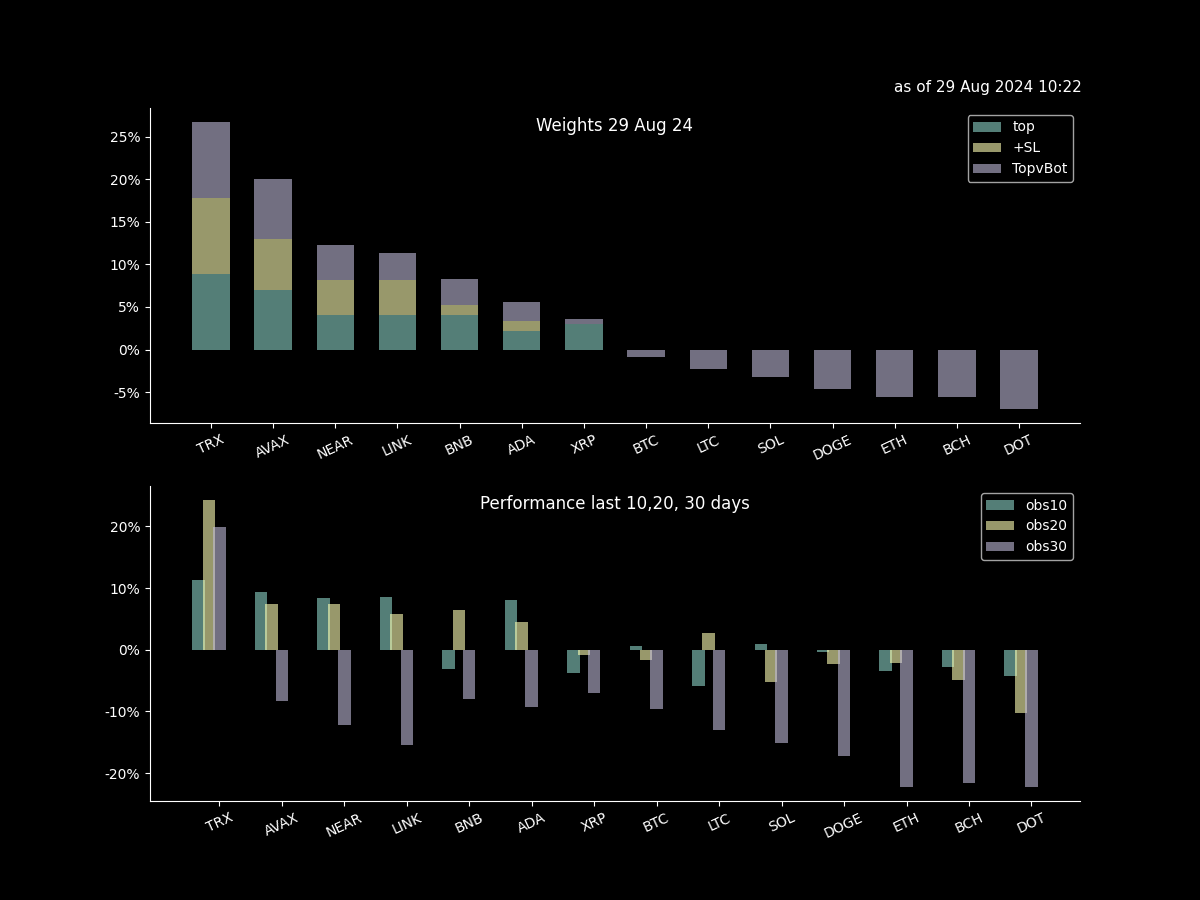 as of 29 Aug 2024 10:22
Weights 29 Aug 24
top
+SL
TopvBot
25%
20%
15%
10%
5%
0%
-5%
TRX AVAX NEAR LINK BNB ADA XRP BTC LTC SOL DOGE ETH BCH DOT
Performance last 10,20, 30 days
obs10
obs20
obs30
20%
10%
0%
-10%
-20%
TRX AVAX NEAR LINK BNB ADA XRP BTC LTC SOL DOGE ETH BCH DOT